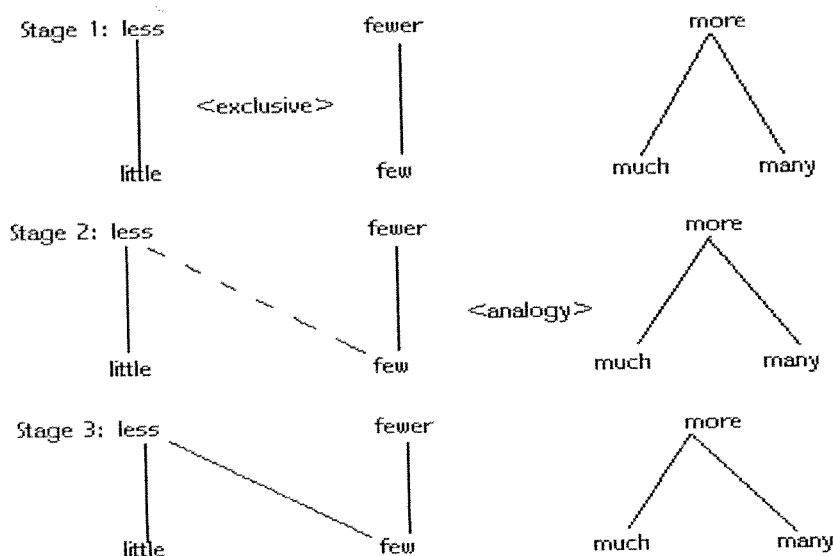 Stage 1: less fewer more
<exclusive>
little few much many
Stage 2: less fewer more
<analogy>
little few much many
Stage 3: less fewer more
little few much many